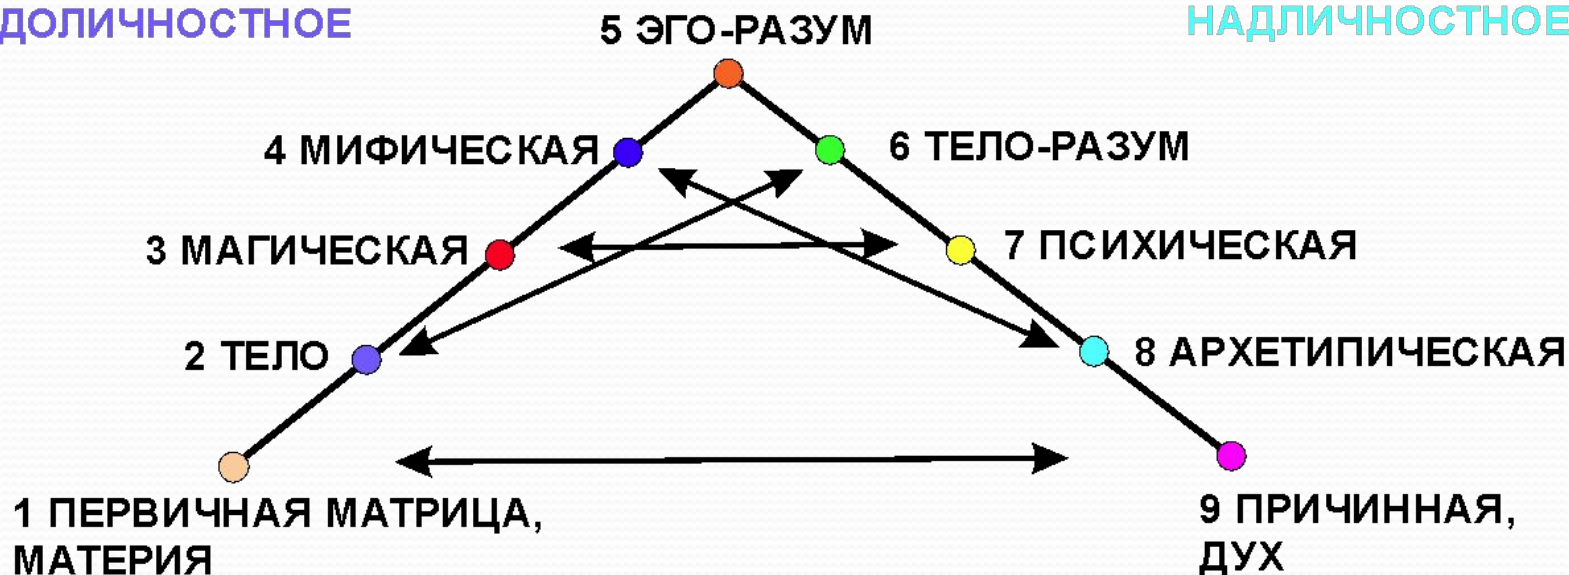 ДОЛИЧНОСТНОЕ
НАДЛИЧНОСТНОЕ
5 ЭГО-РАЗУМ
4 МИФИЧЕСКАЯ
6 ТЕЛО-РАЗУМ
3 МАГИЧЕСКАЯ
7 ПСИХИЧЕСКАЯ
2 ТЕЛО
8 АРХЕТИПИЧЕСКАЯ
1 ПЕРВИЧНАЯ МАТРИЦА,
МАТЕРИЯ
9 ПРИЧИННАЯ,
ДУХ